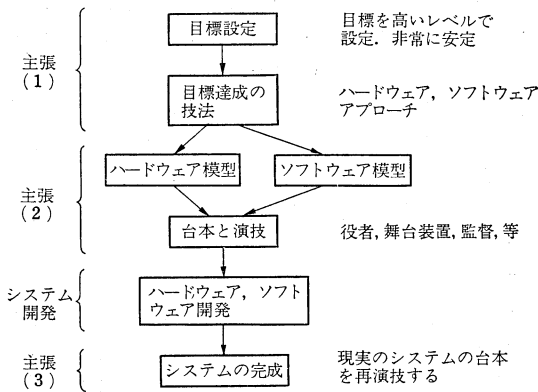 目標設定
目標を高いレベルで
設定．非常に安定
主張
(1)
目標達成の
技法
ハードウェア，ソフトウェア
アプローチ
ハードウェア模型
ソフトウェア模型
主張
(2)
台本と演技
役者，舞台装置，監督，等
システム
開発
ハードウェア，ソフト
ウェア開発
主張
(3)
システムの完成
現実のシステムの台本
を再演技する